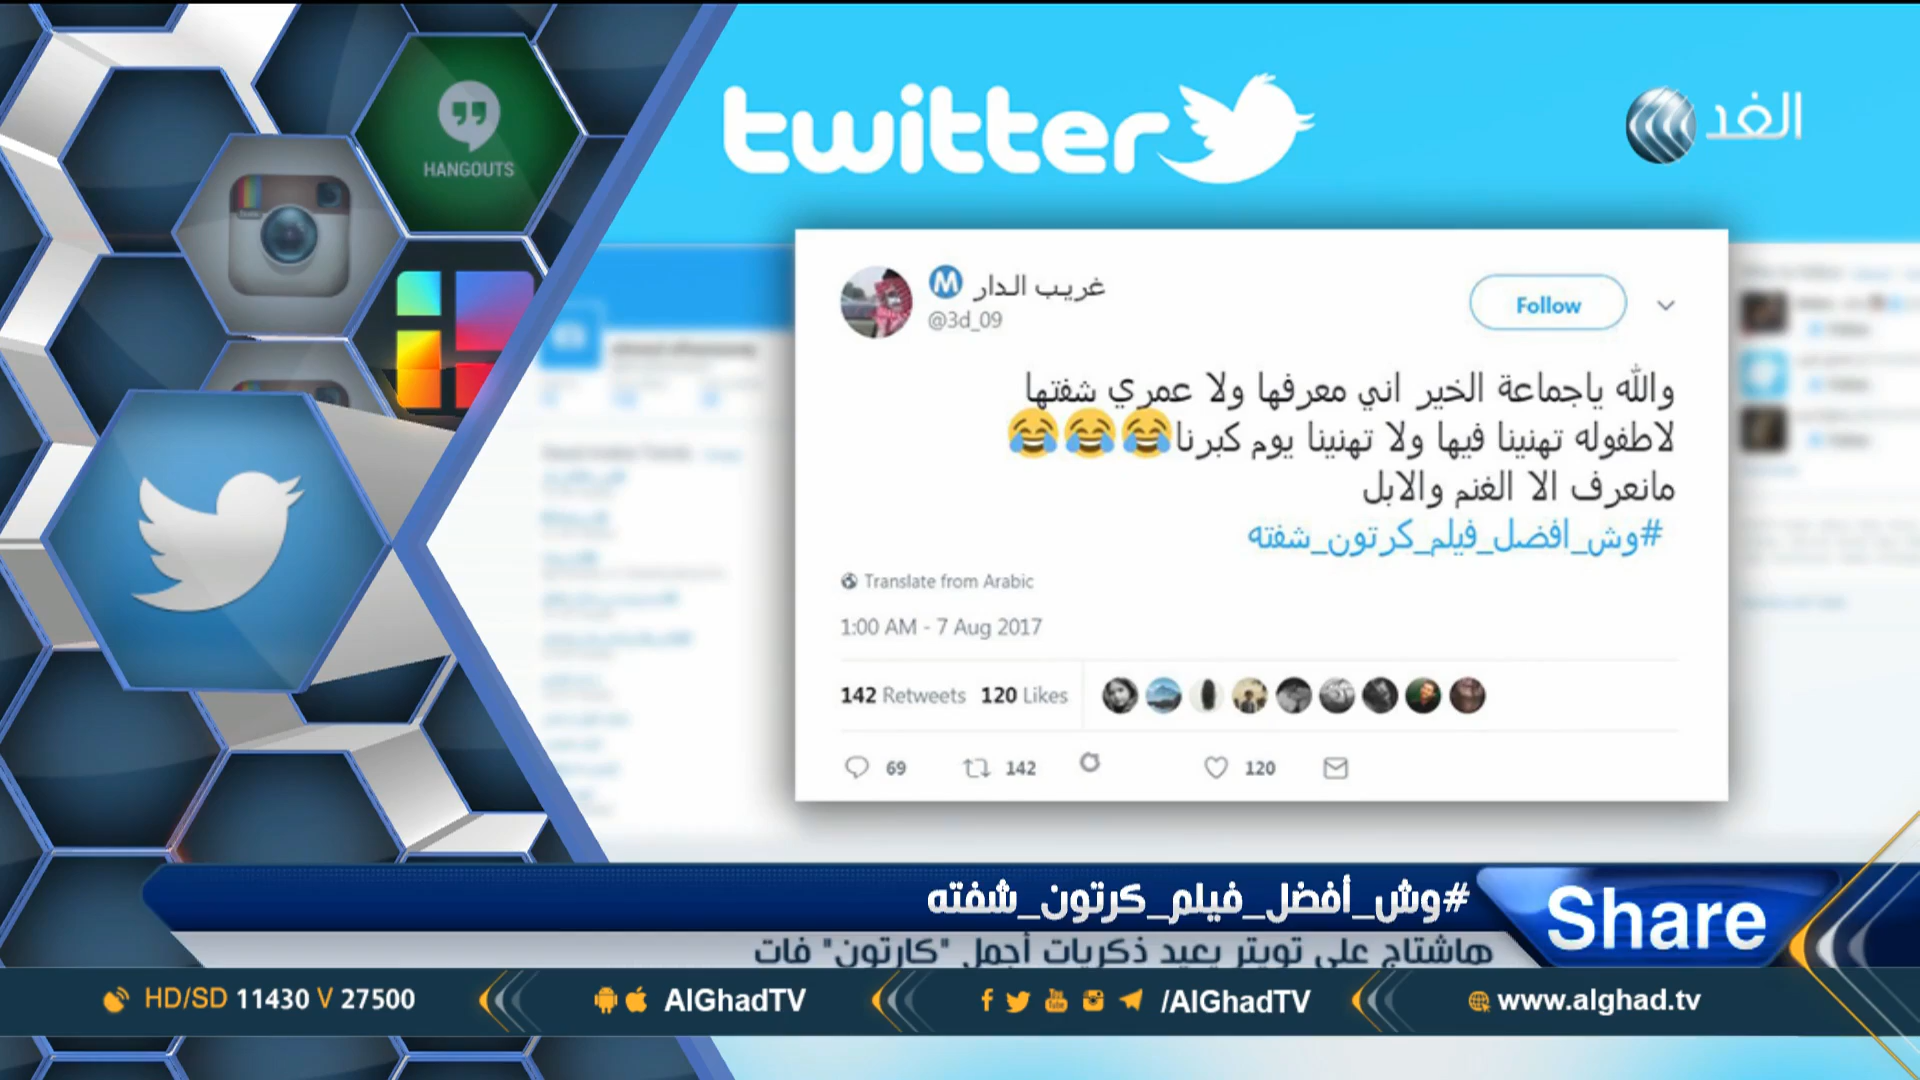 HANGOUTS
twitter
الغد
غريب الدار
@3d_09
Follow
والله ياجماعة الخير اني معرفها ولا عمري شفتها
لاطفوله تهنينا فيها ولا تهنينا يوم كبرنا😂😂😂
مانعرف الا الغنم والابل
#وش_افضل_فيلم_كرتون_شفته
Translate from Arabic
1:00 AM - 7 Aug 2017
142 Retweets 120 Likes
69 142 120
#وش_أفضل_فيلم_كرتون_شفته
Share
هاشتاج على تويتر يعيد ذكريات أجمل "كارتون" فات
HD/SD 11430 V 27500
AlGhadTV
/AlGhadTV
www.alghad.tv